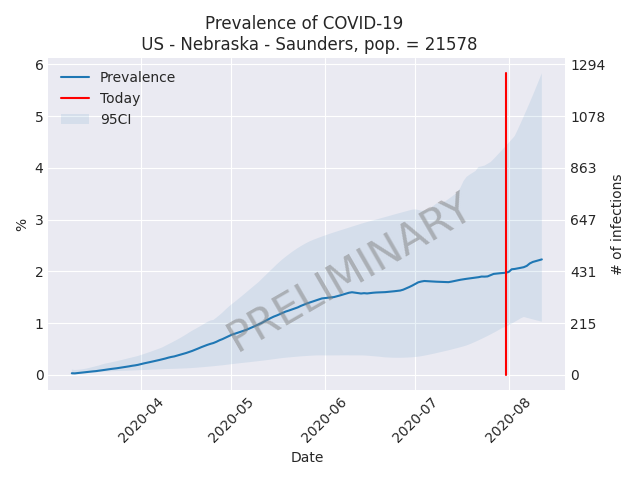 Prevalence of COVID-19
US - Nebraska - Saunders, pop. = 21578
Prevalence
Today
95CI
6
5
4
3
2
1
0
%
1294
1078
863
647
431
215
0
# of infections
PRELIMINARY
2020-04
2020-05
2020-06
2020-07
2020-08
Date